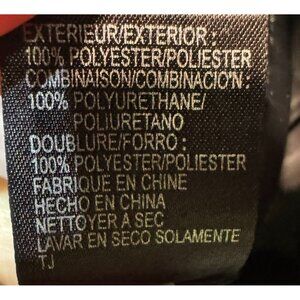 EXTERIEUR/EXTERIOR :
100% POLYESTER/POLIESTER
COMBINAISON/COMBINACIO'N :
100% POLYURETHANE/
POLIURETANO
DOUBLURE/FORRO :
100% POLYESTER/POLIESTER
FABRIQUE EN CHINE
HECHO EN CHINA
NETTOYER A SEC
LAVAR EN SECO SOLAMENTE
TJ